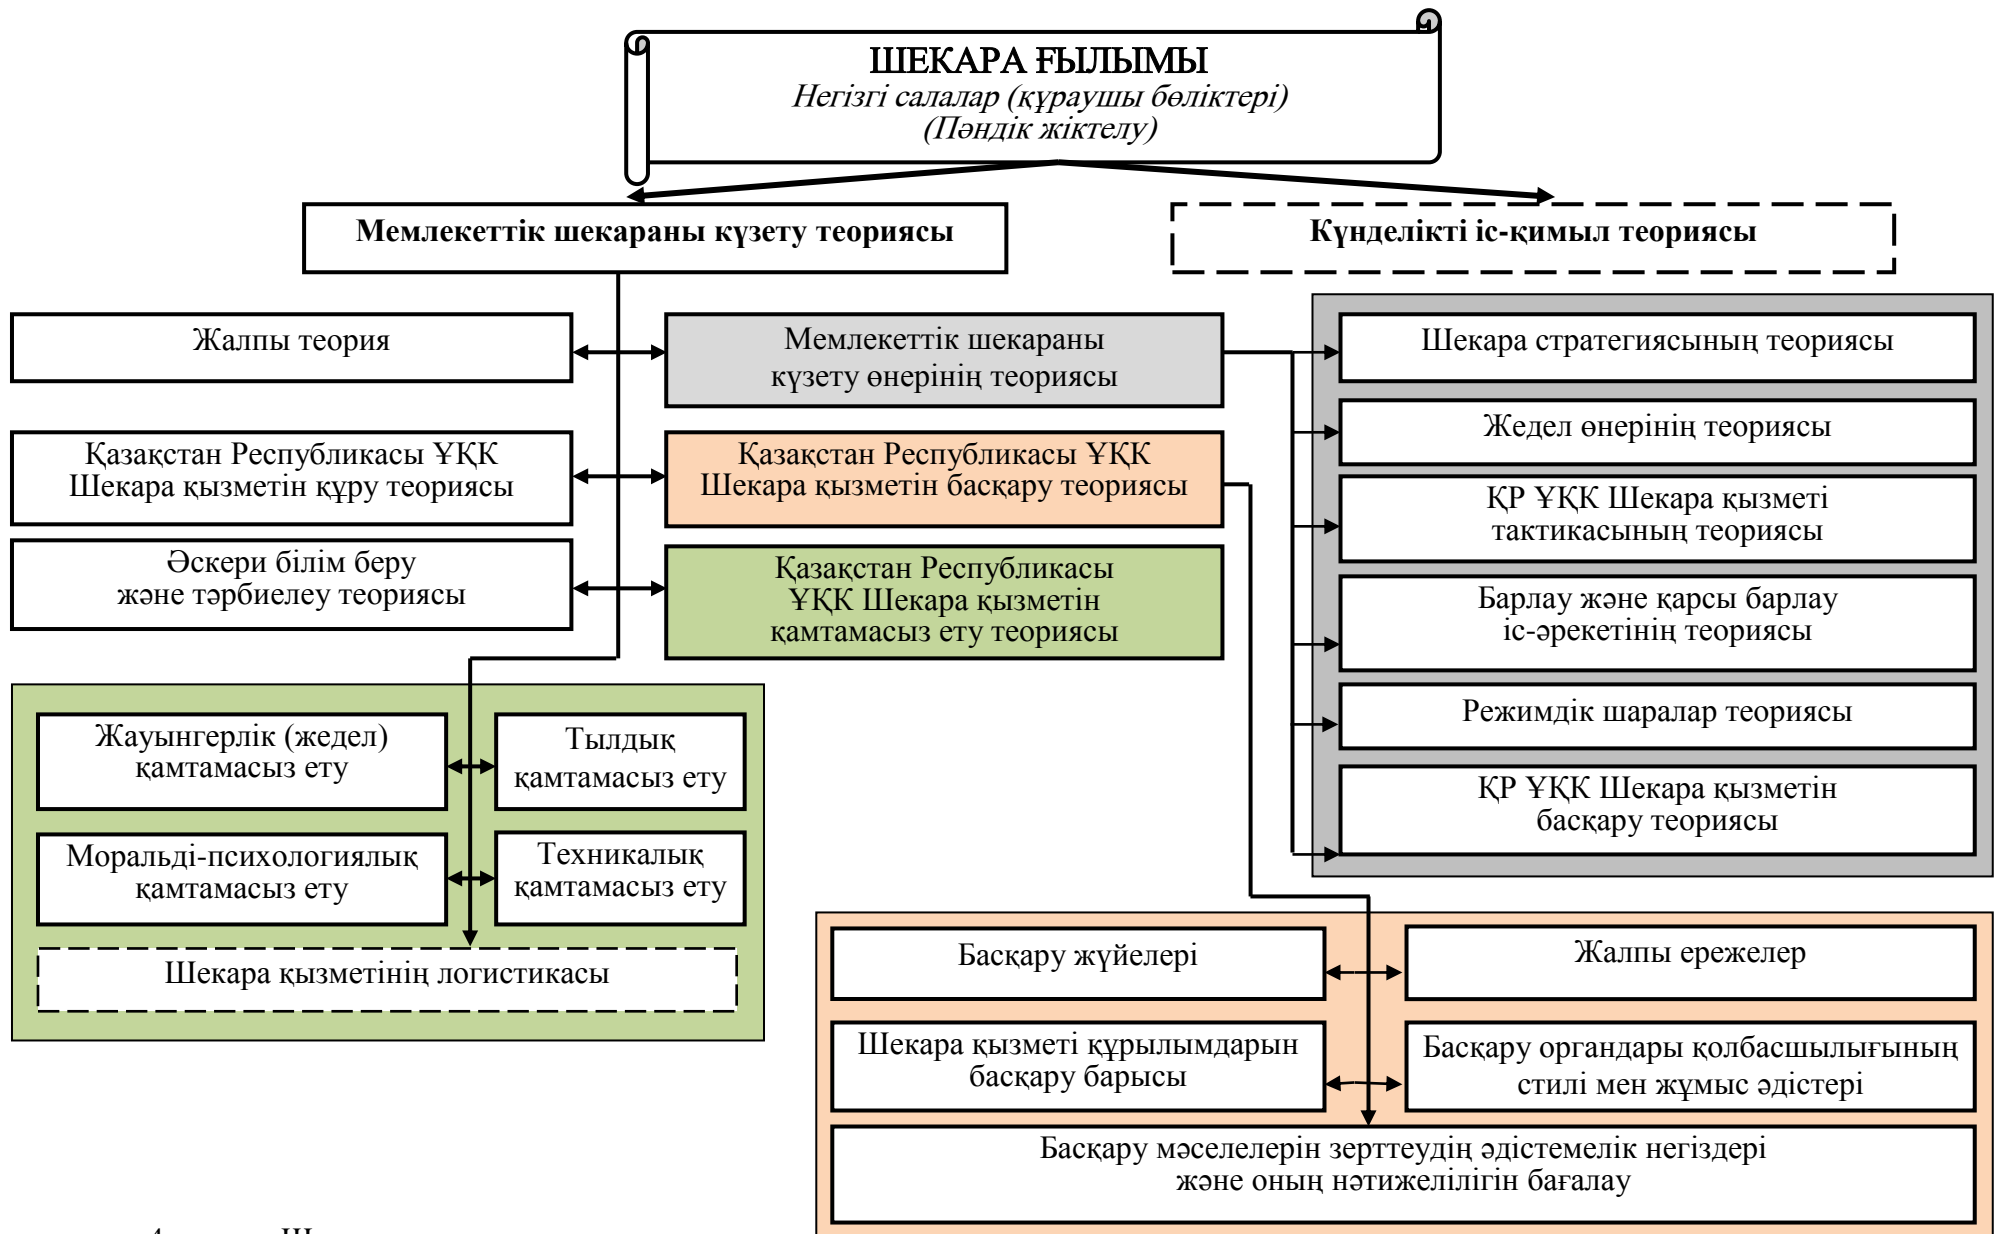 ШЕКАРА ҒЫЛЫМЫ
Негізгі салалар (құраушы бөліктері)
(Пәндік жіктелу)
Мемлекеттік шекараны күзету теориясы
Күнделікті іс-қимыл теориясы
Жалпы теория
Мемлекеттік шекараны
күзету өнерінің теориясы
Қазақстан Республикасы ҰҚК
Шекара қызметін құру теориясы
Қазақстан Республикасы ҰҚК
Шекара қызметін басқару теориясы
Әскери білім беру
және тәрбиелеу теориясы
Қазақстан Республикасы
ҰҚК Шекара қызметін
қамтамасыз ету теориясы
Шекара стратегиясының теориясы
Жедел өнерінің теориясы
ҚР ҰҚК Шекара қызметі
тактикасының теориясы
Барлау және қарсы барлау
іс-әрекетінің теориясы
Режимдік шаралар теориясы
ҚР ҰҚК Шекара қызметін
басқару теориясы
Жауынгерлік (жедел)
қамтамасыз ету
Тылдық
қамтамасыз ету
Моральді-психологиялық
қамтамасыз ету
Техникалық
қамтамасыз ету
Шекара қызметінің логистикасы
Басқару жүйелері
Жалпы ережелер
Шекара қызметі құрылымдарын
басқару барысы
Басқару органдары қолбасшылығының
стилі мен жұмыс әдістері
Басқару мәселелерін зерттеудің әдістемелік негіздері
және оның нәтижелілігін бағалау